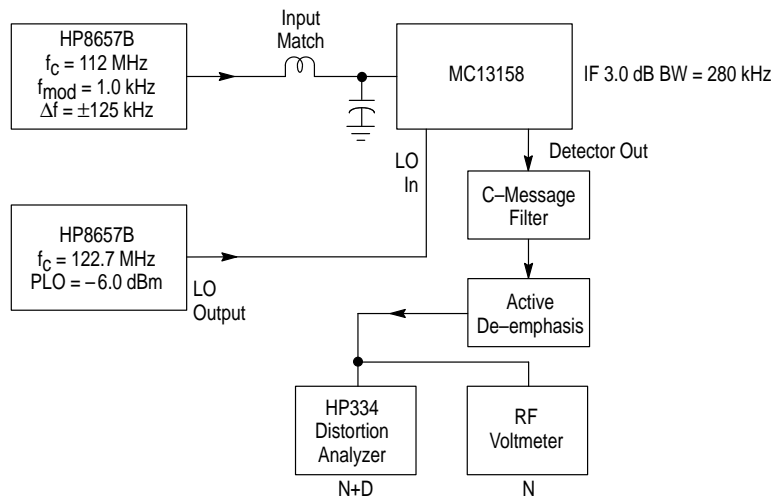 HP8657B
fC = 112 MHz
fmod = 1.0 kHz
Δf = ±125 kHz
Input
Match
MC13158
IF 3.0 dB BW = 280 kHz
LO
In
Detector Out
C–Message
Filter
HP8657B
fC = 122.7 MHz
PLO = –6.0 dBm
LO
Output
Active
De–emphasis
HP334
Distortion
Analyzer
RF
Voltmeter
N+D
N